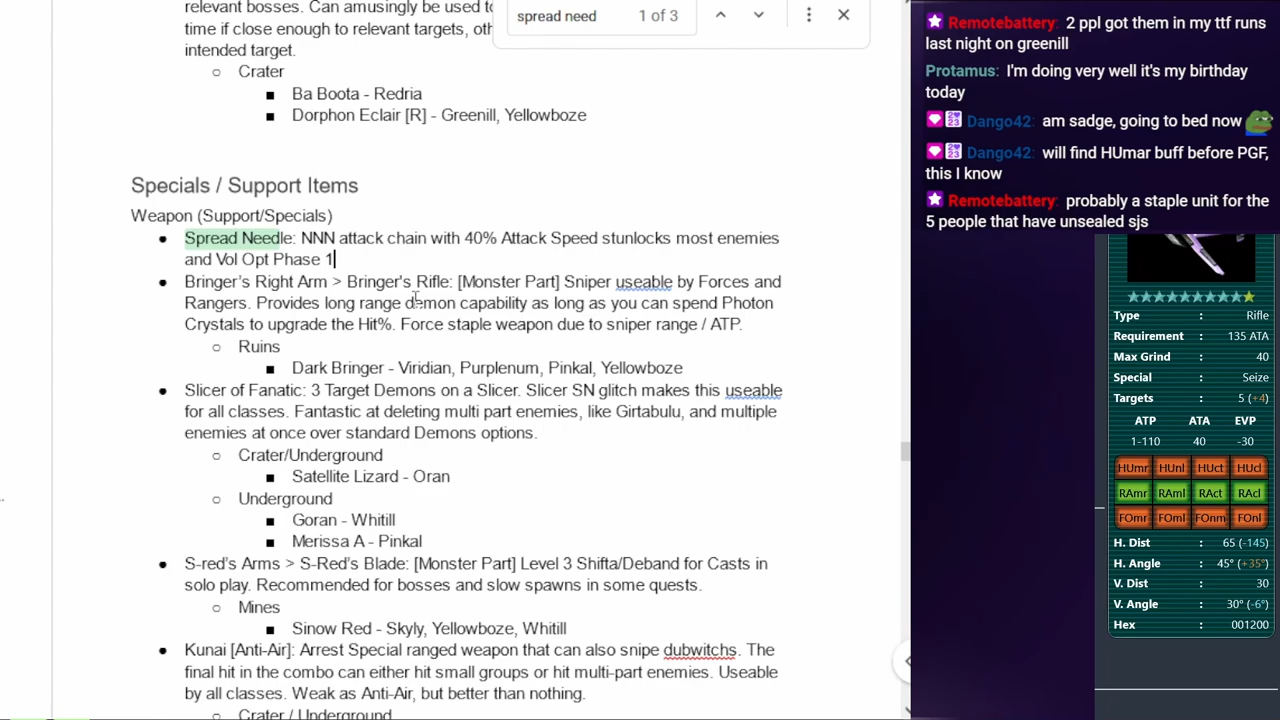 relevant bosses. Can amusingly be used to
time if close enough to relevant targets, oth
intended target.
○ Crater
■ Ba Boota - Redria
■ Dorphon Eclair [R] - Greenill, Yellowboze
Specials / Support Items
Weapon (Support/Specials)
● Spread Needle: NNN attack chain with 40% Attack Speed stunlocks most enemies
and Vol Opt Phase 1
● Bringer's Right Arm > Bringer's Rifle: [Monster Part] Sniper useable by Forces and
Rangers. Provides long range demon capability as long as you can spend Photon
Crystals to upgrade the Hit%. Force staple weapon due to sniper range / ATP.
○ Ruins
■ Dark Bringer - Viridian, Purplenum, Pinkal, Yellowboze
● Slicer of Fanatic: 3 Target Demons on a Slicer. Slicer SN glitch makes this useable
for all classes. Fantastic at deleting multi part enemies, like Girtabulu, and multiple
enemies at once over standard Demons options.
○ Crater/Underground
■ Satellite Lizard - Oran
○ Underground
■ Goran - Whitill
■ Merissa A - Pinkal
● S-red's Arms > S-Red's Blade: [Monster Part] Level 3 Shifta/Deband for Casts in
solo play. Recommended for bosses and slow spawns in some quests.
○ Mines
■ Sinow Red - Skyly, Yellowboze, Whitill
● Kunai [Anti-Air]: Arrest Special ranged weapon that can also snipe dubwitchs. The
final hit in the combo can either hit small groups or hit multi-part enemies. Useable
by all classes. Weak as Anti-Air, but better than nothing.
○ Crater / Underground
spread need 1 of 3
Remotebattery: 2 ppl got them in my ttf runs
last night on greenill
Protamus: I'm doing very well it's my birthday
today
Dango42: am sadge, going to bed now
Dango42: will find HUmar buff before PGF,
this I know
Remotebattery: probably a staple unit for the
5 people that have unsealed sjs
Type : Rifle
Requirement : 135 ATA
Max Grind : 40
Special : Seize
Targets : 5 (+4)
ATP ATA EVP
1-110 40 -30
HUmr HUnl HUct HUcl
RAmr RAml RAct RAcl
FOmr FOml FOnm FOnl
H. Dist : 65 (-145)
H. Angle : 45° (+35°)
V. Dist : 30
V. Angle : 30° (-6°)
Hex : 001200